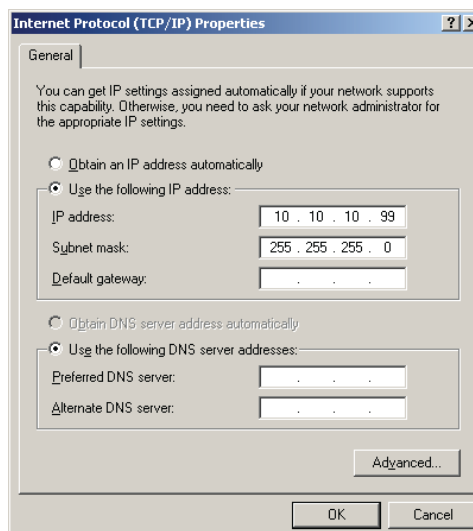 Internet Protocol (TCP/IP) Properties
General
You can get IP settings assigned automatically if your network supports
this capability. Otherwise, you need to ask your network administrator for
the appropriate IP settings.
Obtain an IP address automatically
Use the following IP address:
IP address: 10 . 10 . 10 . 99
Subnet mask: 255 . 255 . 255 . 0
Default gateway: . . .
Obtain DNS server address automatically
Use the following DNS server addresses:
Preferred DNS server: . . .
Alternate DNS server: . . .
Advanced...
OK Cancel